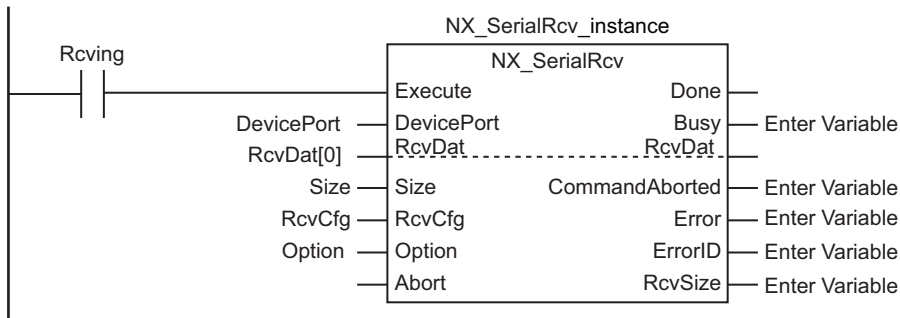 NX_SerialRcv_instance
Rcving
NX_SerialRcv
Execute Done
DevicePort DevicePort Busy Enter Variable
RcvDat[0] RcvDat RcvDat
Size Size CommandAborted Enter Variable
RcvCfg RcvCfg Error Enter Variable
Option Option ErrorID Enter Variable
Abort RcvSize Enter Variable